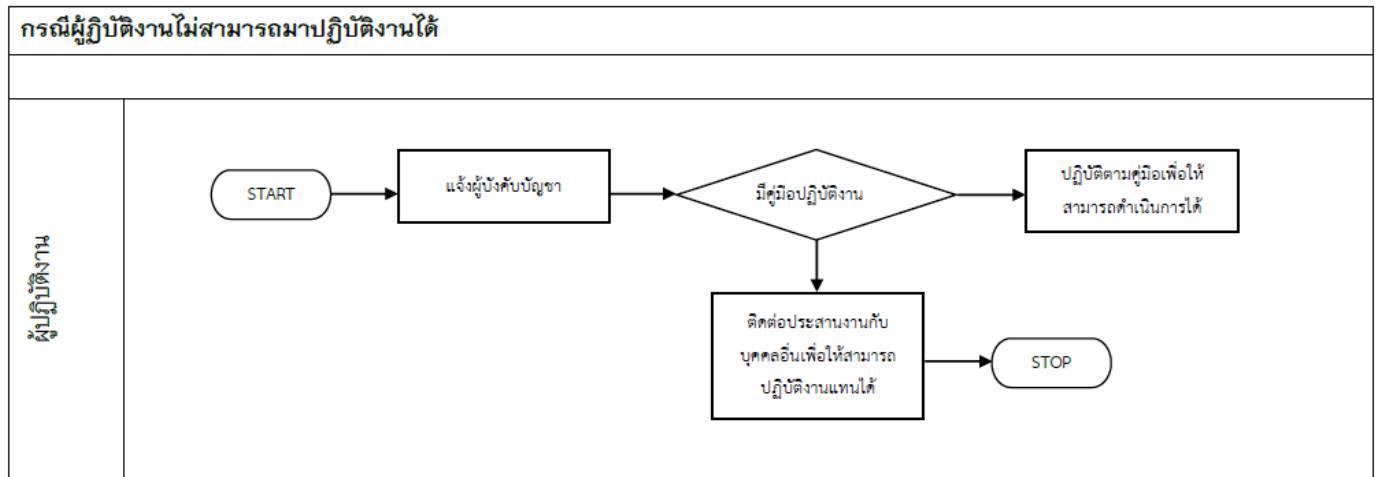 กรณีผู้ฏิบัติงานไม่สามารถมาปฏิบัติงานได้
ผู้ปฏิบัติงาน
START
แจ้งผู้บังคับบัญชา
มีคู่มือปฏิบัติงาน
ปฏิบัติตามคู่มือเพื่อให้
สามารถดำเนินการได้
ติดต่อประสานงานกับ
บุคคลอื่นเพื่อให้สามารถ
ปฏิบัติงานแทนได้
STOP